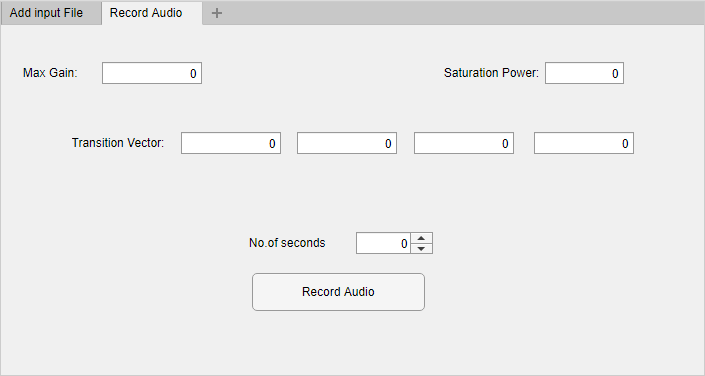 Add input File Record Audio +
Max Gain: 0 Saturation Power: 0
Transition Vector: 0 0 0 0
No.of seconds 0
Record Audio